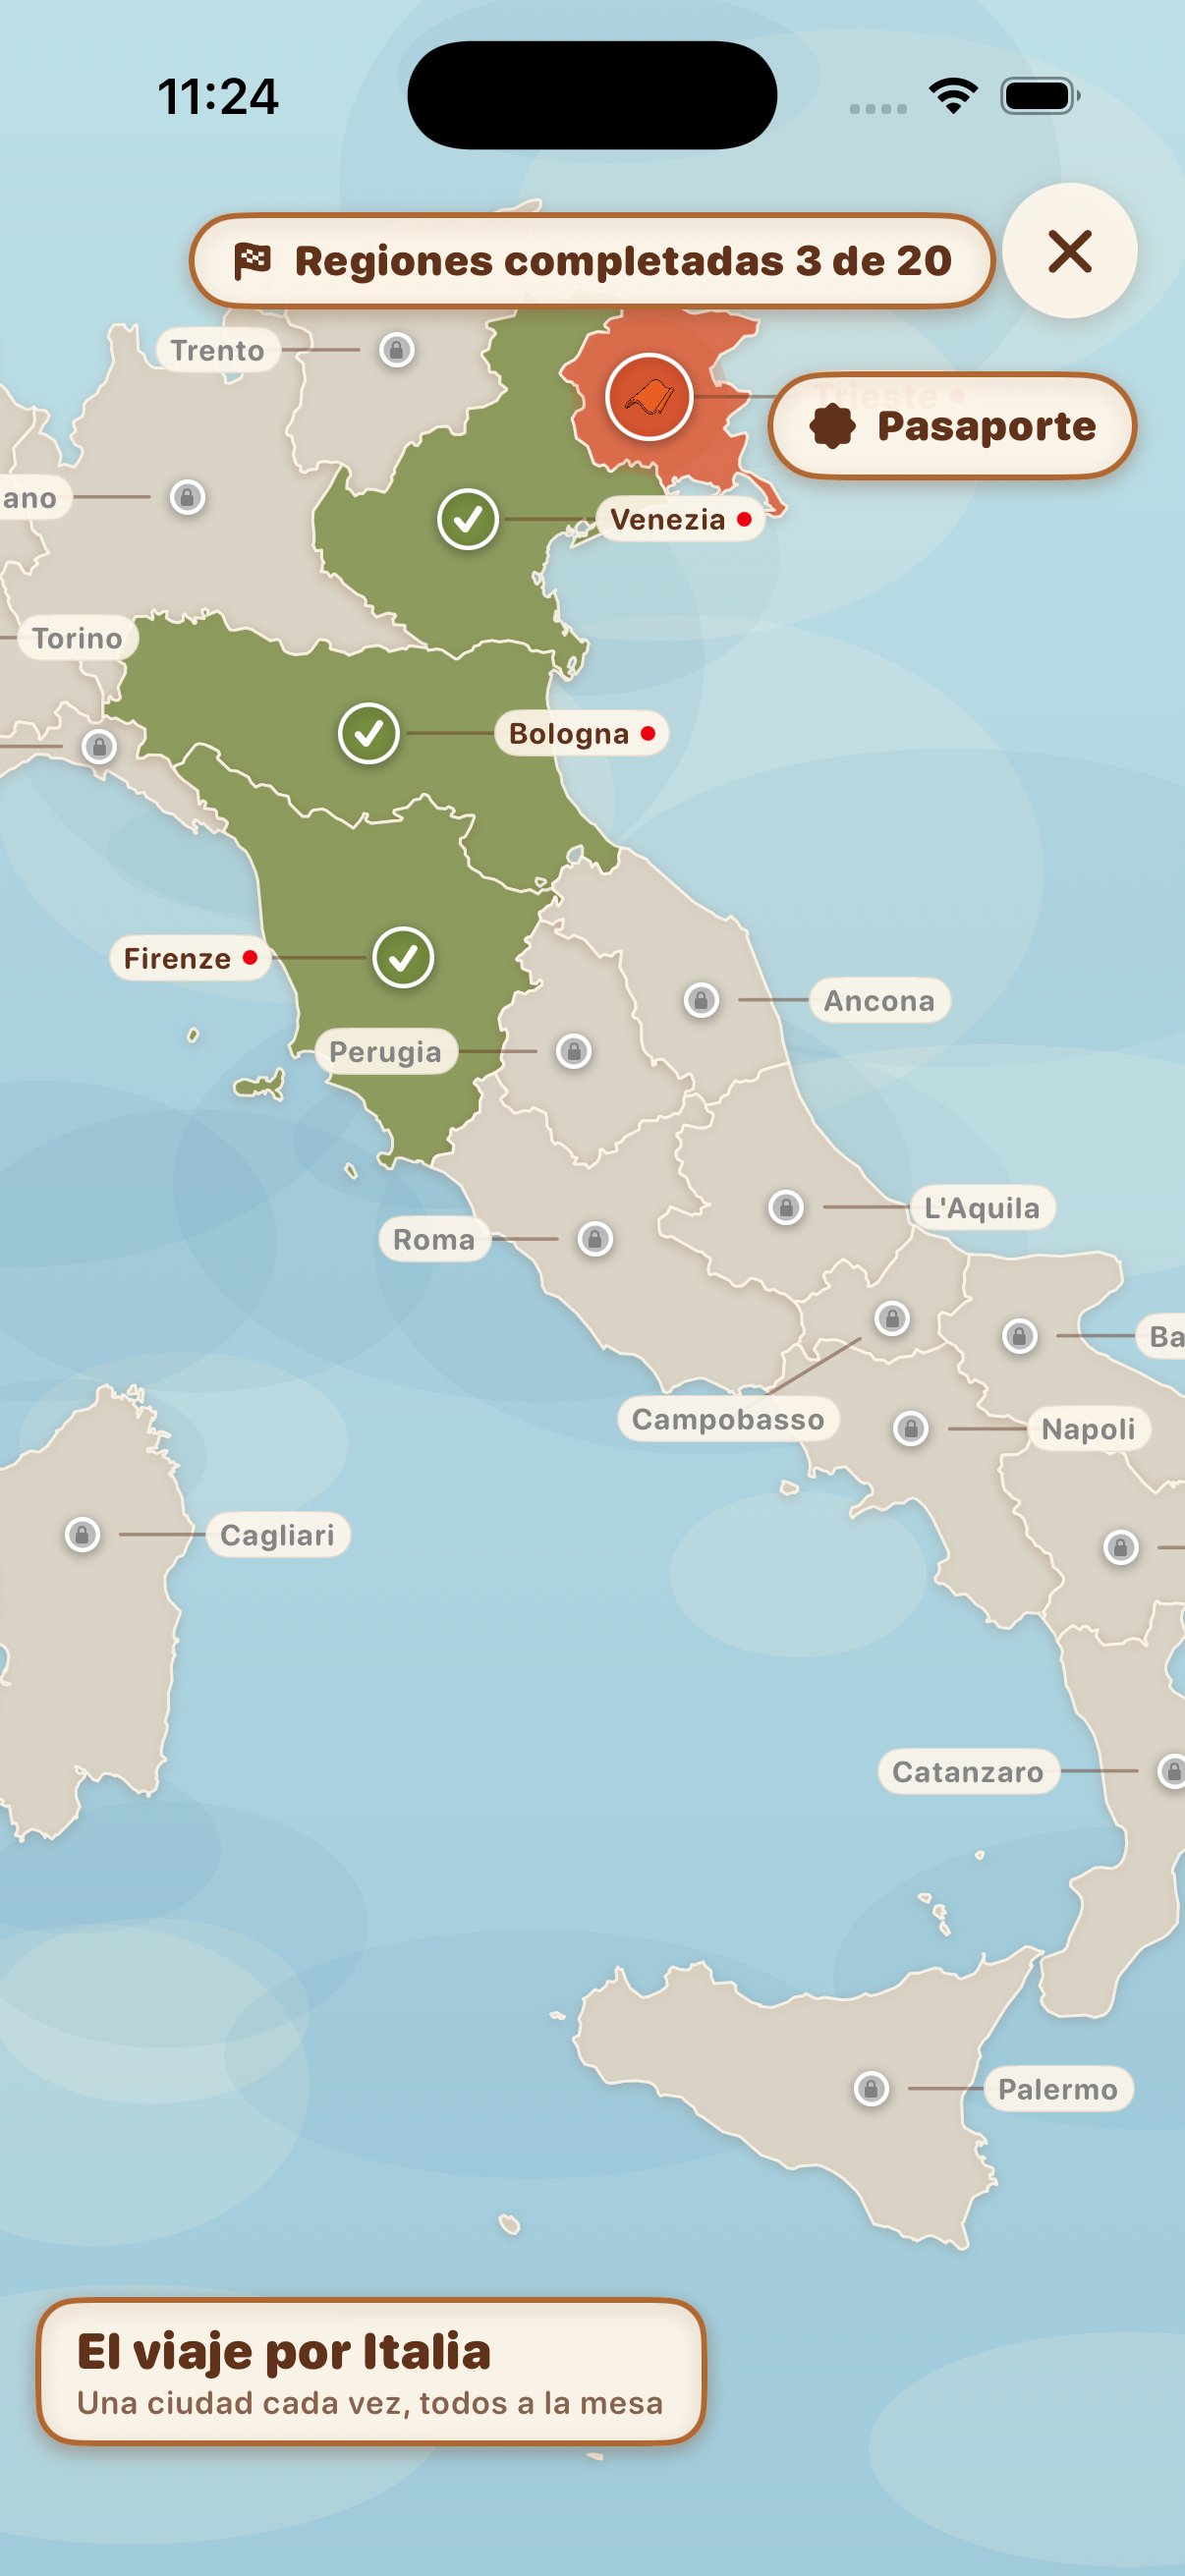 11:24
Regiones completadas 3 de 20
Trento
Trieste
Pasaporte
ano
Venezia
Torino
Bologna
Firenze
Ancona
Perugia
L'Aquila
Roma
Ba
Campobasso
Napoli
Cagliari
Catanzaro
Palermo
El viaje por Italia
Una ciudad cada vez, todos a la mesa